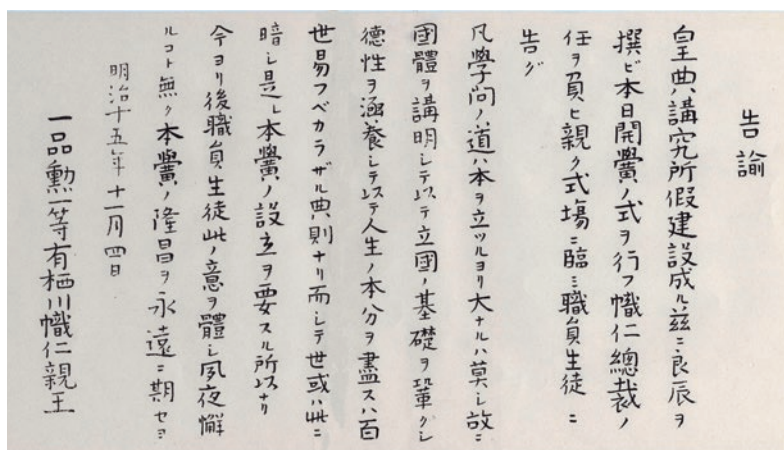 告諭
皇典講究所假建設成ル茲ニ良辰ヲ
撰ビ本日開黌ノ式ヲ行フ幟仁總裁ノ
任ヲ負ヒ親ク式場ニ臨ミ職員生徒ニ
告グ
凡學問ノ道ハ本ヲ立ツルヨリ大ナルハ莫シ故ニ
國體ヲ講明シテ以テ立國ノ基礎ヲ鞏クシ
德性ヲ涵養シテ以テ人生ノ本分ヲ盡スハ百
世易フベカラザル典則ナリ而シテ世或ハ此ニ
暗シ是レ本黌ノ設立ヲ要スル所以ナリ
今ヨリ後職員生徒此ノ意ヲ體シ夙夜懈
ルコト無ク本黌ノ隆昌ヲ永遠ニ期セヨ
明治十五年十一月四日
一品勲一等有栖川幟仁親王